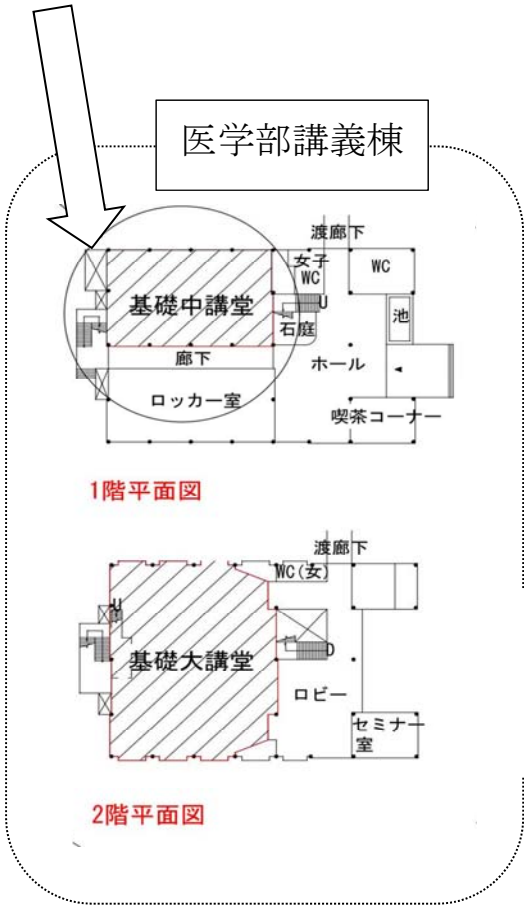 医学部講義棟
渡廊下
女子
WC
WC
基礎中講堂
U
石庭
池
廊下
ホール
ロッカー室
喫茶コーナー
1階平面図
渡廊下
WC(女)
U
基礎大講堂
D
ロビー
セミナー
室
2階平面図